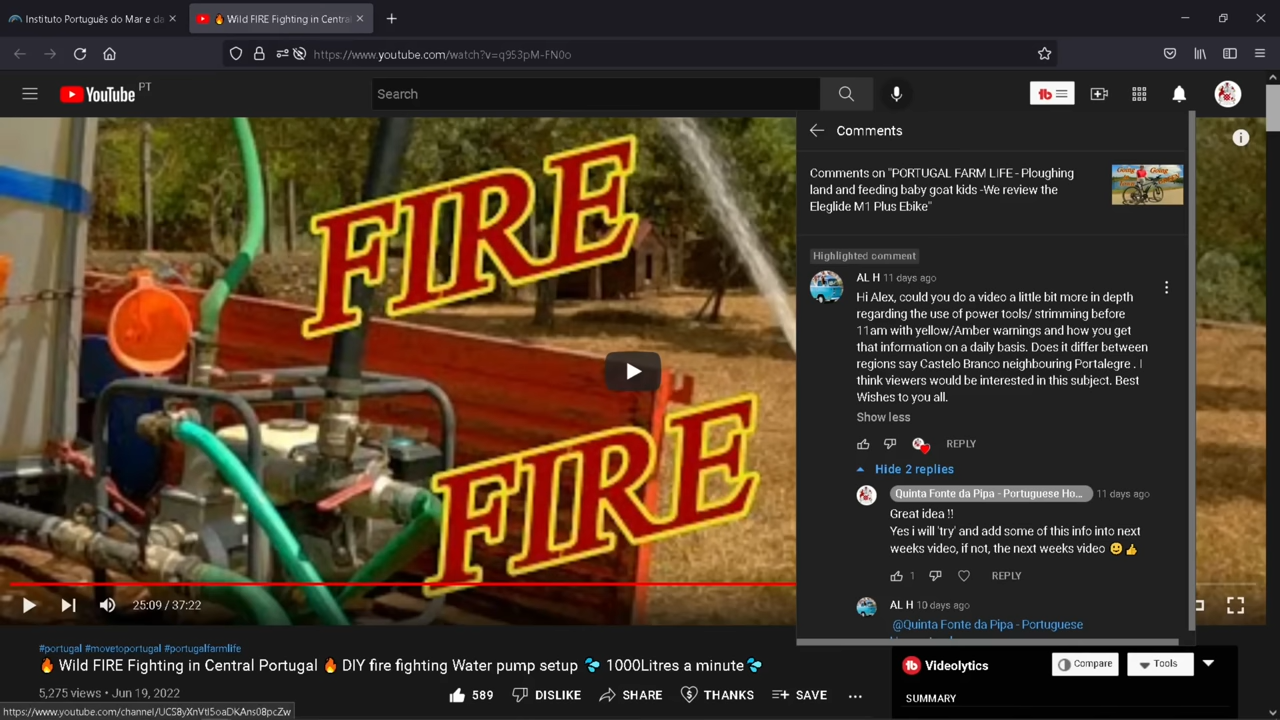 Instituto Português do Mar e da
🔥 Wild FIRE Fighting in Central
https://www.youtube.com/watch?v=q953pM-FN0o
YouTube PT
Search
Comments
Comments on "PORTUGAL FARM LIFE - Ploughing
land and feeding baby goat kids -We review the
Eleglide M1 Plus Ebike"
Going Going
FIRE
FIRE
Highlighted comment
AL H 11 days ago
Hi Alex, could you do a video a little bit more in depth
regarding the use of power tools/ strimming before
11am with yellow/Amber warnings and how you get
that information on a daily basis. Does it differ between
regions say Castelo Branco neighbouring Portalegre . I
think viewers would be interested in this subject. Best
Wishes to you all.
Show less
REPLY
Hide 2 replies
Quinta Fonte da Pipa - Portuguese Ho... 11 days ago
Great idea !!
Yes i will 'try' and add some of this info into next
weeks video, if not, the next weeks video 😀👍
1 REPLY
AL H 10 days ago
@Quinta Fonte da Pipa - Portuguese
25:09 / 37:22
#portugal #movetoportugal #portugalfarmlife
🔥 Wild FIRE Fighting in Central Portugal 🔥 DIY fire fighting Water pump setup 💦 1000Litres a minute💦
5,275 views • Jun 19, 2022
589 DISLIKE SHARE THANKS SAVE ...
tb Videolytics Compare Tools
SUMMARY
https://www.youtube.com/channel/UCS8yXnVtI5oaDKAns08pcZw